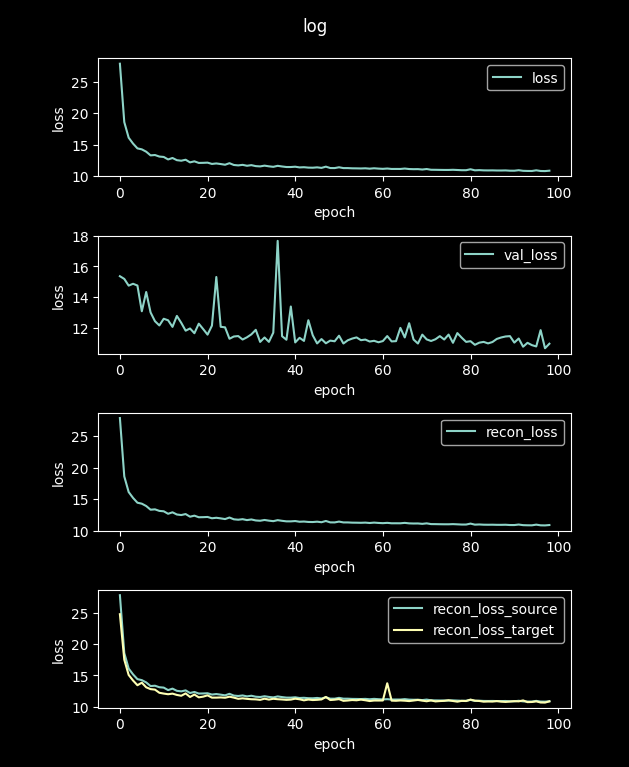 log
25
20
15
10
loss
0 20 40 60 80 100
epoch
loss
18
16
14
12
loss
0 20 40 60 80 100
epoch
val_loss
25
20
15
10
loss
0 20 40 60 80 100
epoch
recon_loss
25
20
15
10
loss
0 20 40 60 80 100
epoch
recon_loss_source
recon_loss_target